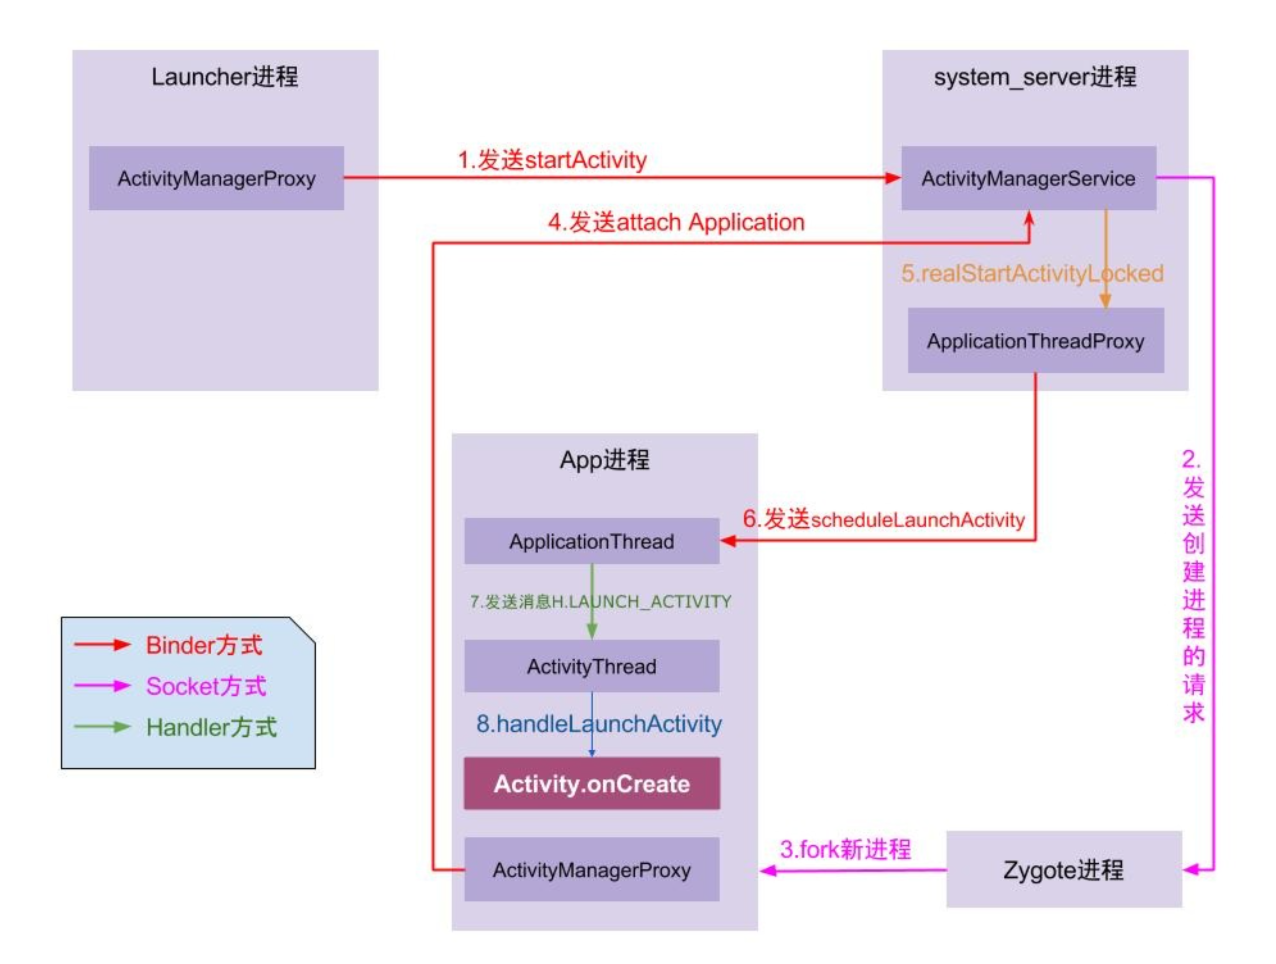 Launcher进程
system_server进程
ActivityManagerProxy
1.发送startActivity
ActivityManagerService
4.发送attach Application
5.realStartActivityLocked
ApplicationThreadProxy
2.
发
送
创
建
进
程
的
请
求
App进程
6.发送scheduleLaunchActivity
ApplicationThread
7.发送消息H.LAUNCH_ACTIVITY
ActivityThread
8.handleLaunchActivity
Activity.onCreate
ActivityManagerProxy
3.fork新进程
Zygote进程
Binder方式
Socket方式
Handler方式